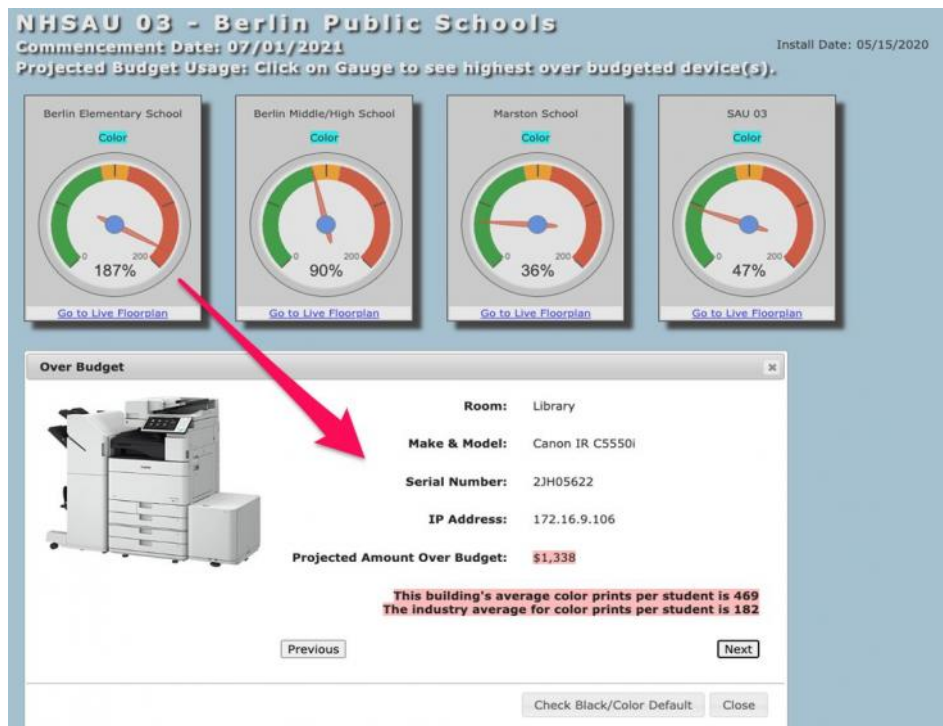 NHSAU 03 - Berlin Public Schools
Commencement Date: 07/01/2021
Install Date: 05/15/2020
Projected Budget Usage: Click on Gauge to see highest over budgeted device(s).
Berlin Elementary School
Color
0 200
187%
Go to Live Floorplan
Berlin Middle/High School
Color
0 200
90%
Go to Live Floorplan
Marston School
Color
0 200
36%
Go to Live Floorplan
SAU 03
Color
0 200
47%
Go to Live Floorplan
Over Budget
Room: Library
Make & Model: Canon IR C5550i
Serial Number: 2JH05622
IP Address: 172.16.9.106
Projected Amount Over Budget: $1,338
This building's average color prints per student is 469
The industry average for color prints per student is 182
Previous
Next
Check Black/Color Default
Close